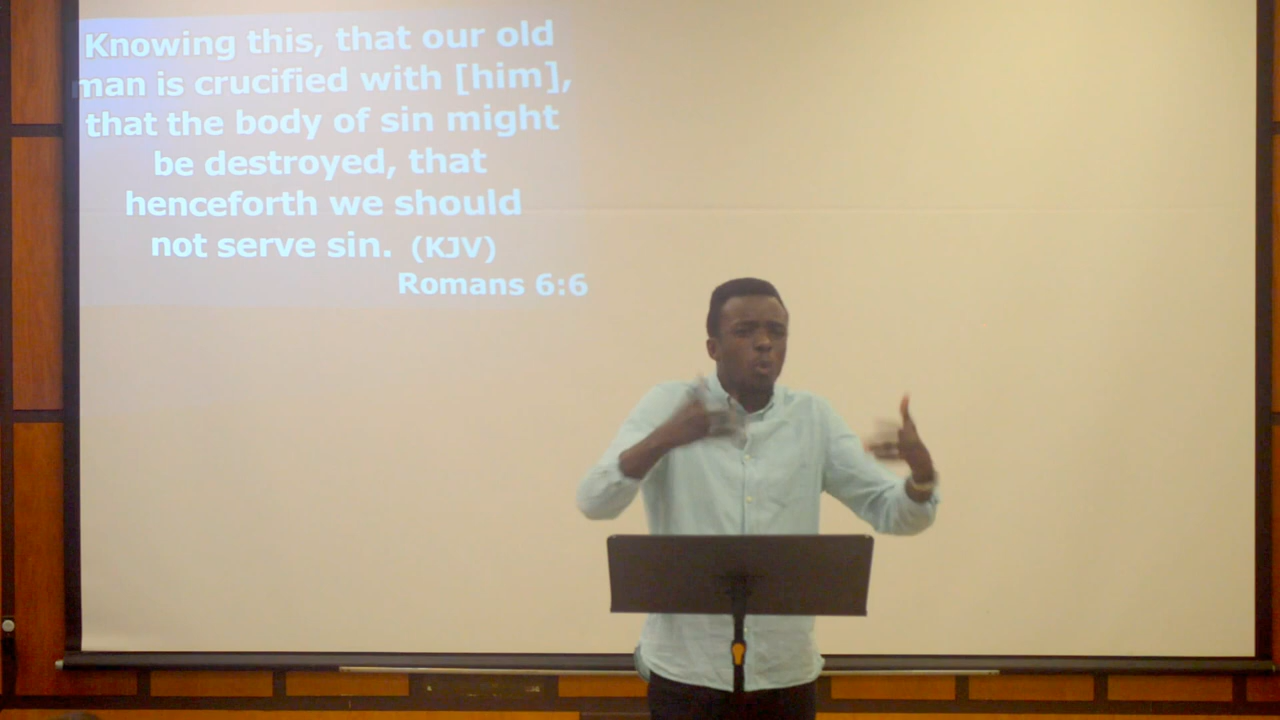 Knowing this, that our old
man is crucified with [him],
that the body of sin might
be destroyed, that
henceforth we should
not serve sin. (KJV)
Romans 6:6